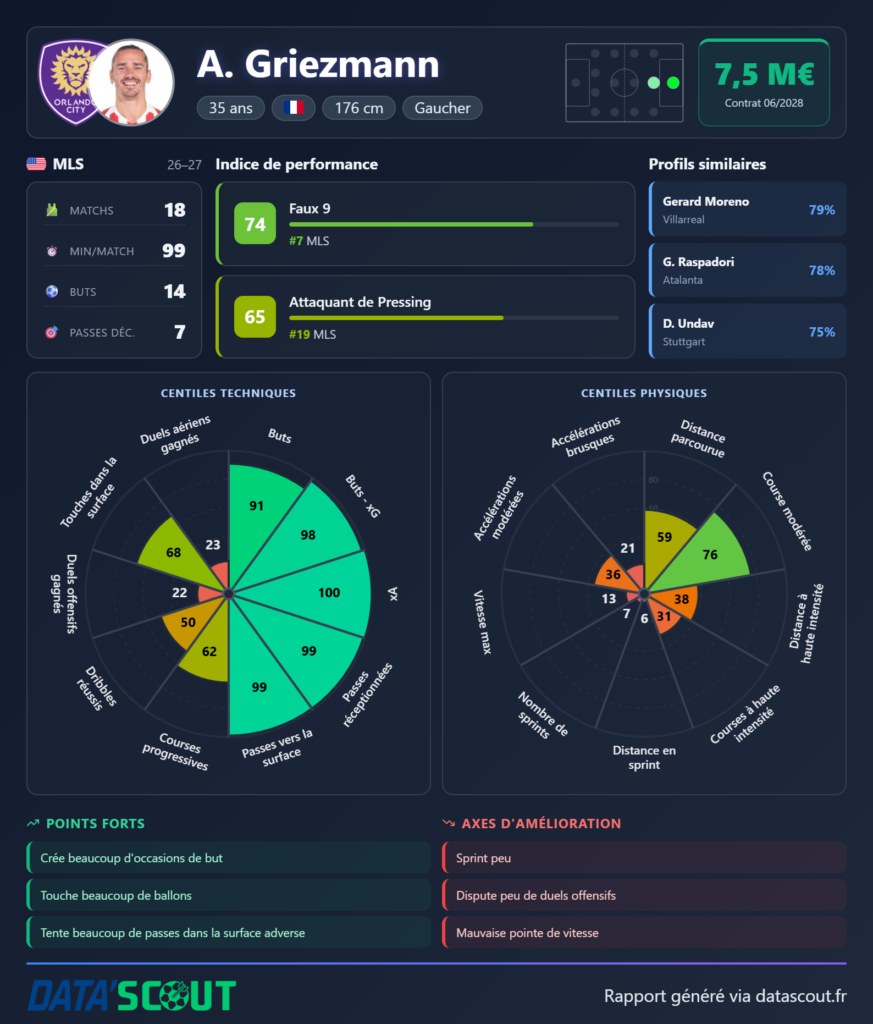 ORLANDO
CITY
A. Griezmann
35 ans
176 cm
Gaucher
7,5 M€
Contrat 06/2028
MLS
26–27
MATCHS
18
MIN/MATCH
99
BUTS
14
PASSES DÉC.
7
Indice de performance
74
Faux 9
#7 MLS
65
Attaquant de Pressing
#19 MLS
Profils similaires
Gerard Moreno
Villarreal
79%
G. Raspadori
Atalanta
78%
D. Undav
Stuttgart
75%
CENTILES TECHNIQUES
Buts
91
Buts - xG
98
xA
100
Passes
réceptionnées
99
Passes vers la
surface
99
Courses
progressives
62
Dribbles
réussis
50
Duels offensifs
gagnés
22
Touches dans la
surface
68
Duels aériens
gagnés
23
CENTILES PHYSIQUES
80
Distance
parcourue
59
Course modérée
76
Distance à
haute intensité
38
Courses à haute
intensité
31
Distance en
sprint
6
Nombre de
sprints
7
Vitesse max
13
Accélérations
modérées
36
Accélérations
brusques
21
POINTS FORTS
Crée beaucoup d'occasions de but
Touche beaucoup de ballons
Tente beaucoup de passes dans la surface adverse
AXES D'AMÉLIORATION
Sprint peu
Dispute peu de duels offensifs
Mauvaise pointe de vitesse
DATA'SCOUT
Rapport généré via datascout.fr